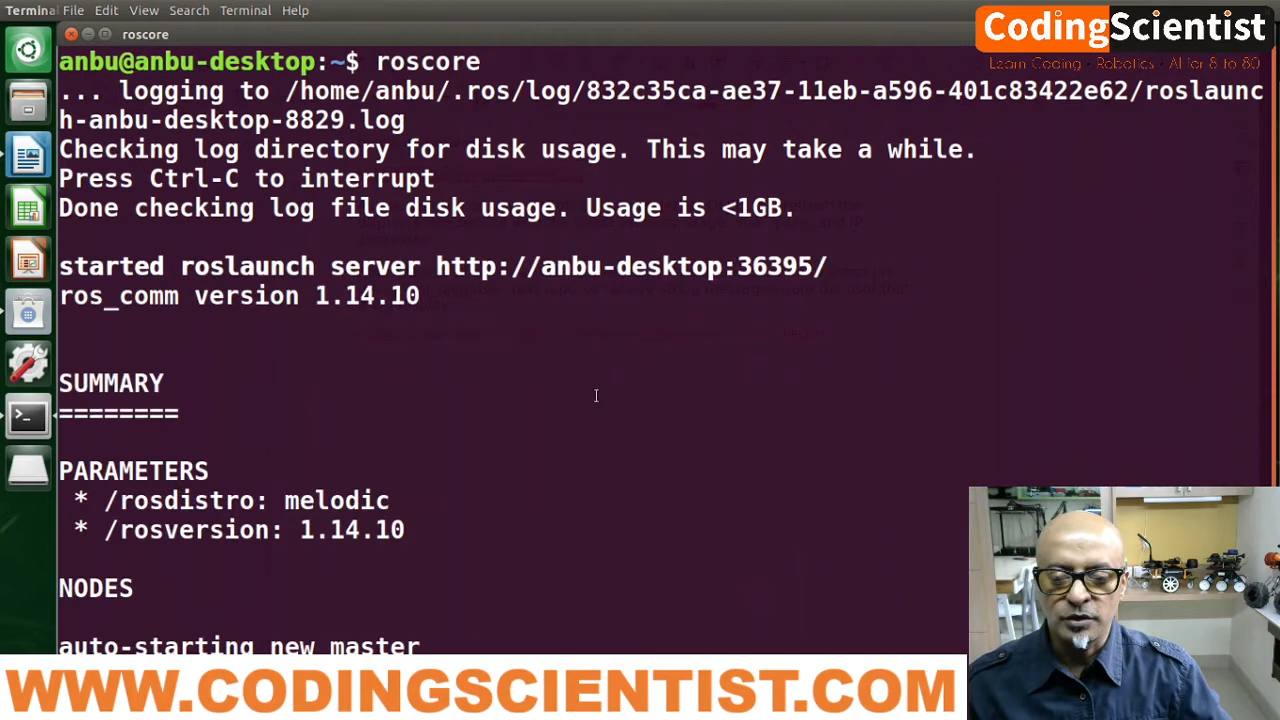 Terminal File Edit View Search Terminal Help
roscore
CodingScientist
Learn Coding - Robotics - AI for 8 to 80
anbu@anbu-desktop:~$ roscore
... logging to /home/anbu/.ros/log/832c35ca-ae37-11eb-a596-401c83422e62/roslaunc
h-anbu-desktop-8829.log
Checking log directory for disk usage. This may take a while.
Press Ctrl-C to interrupt
Done checking log file disk usage. Usage is <1GB.
started roslaunch server http://anbu-desktop:36395/
ros_comm version 1.14.10
SUMMARY
========
PARAMETERS
* /rosdistro: melodic
* /rosversion: 1.14.10
NODES
auto-starting new master
WWW.CODINGSCIENTIST.COM